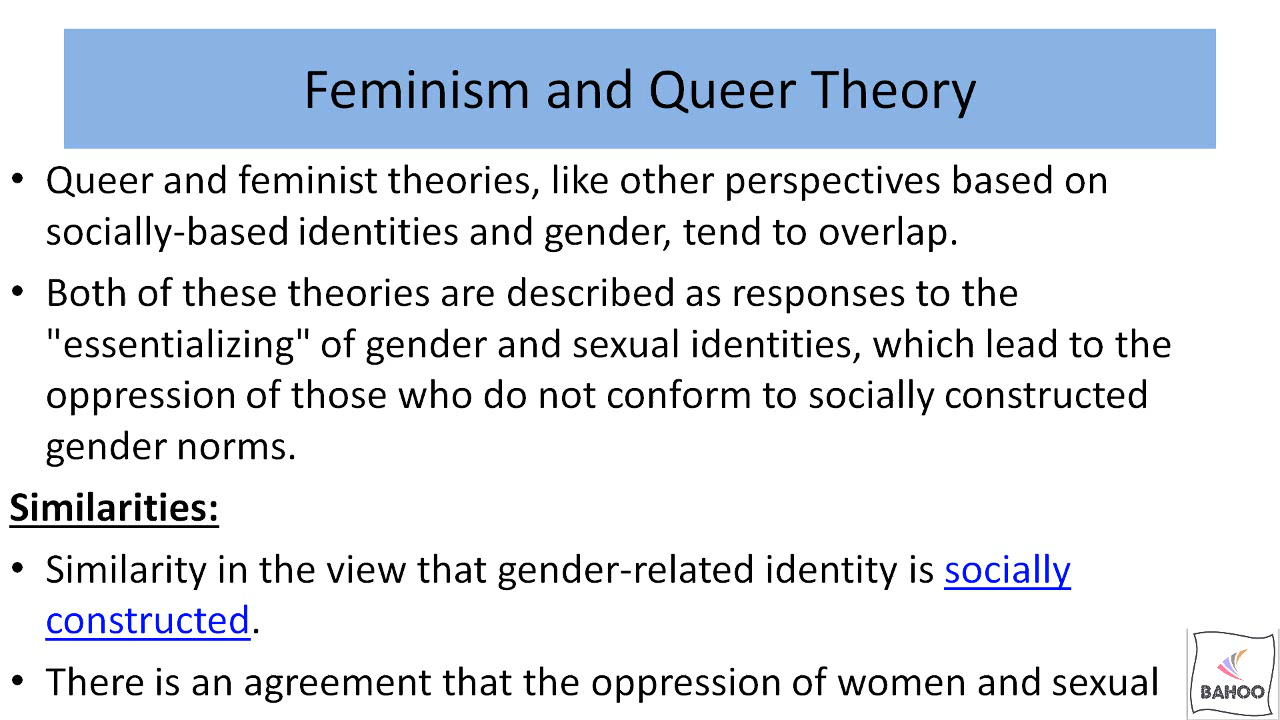 Feminism and Queer Theory
• Queer and feminist theories, like other perspectives based on
socially-based identities and gender, tend to overlap.
• Both of these theories are described as responses to the
"essentializing" of gender and sexual identities, which lead to the
oppression of those who do not conform to socially constructed
gender norms.
Similarities:
• Similarity in the view that gender-related identity is socially
constructed.
• There is an agreement that the oppression of women and sexual
BAHOO